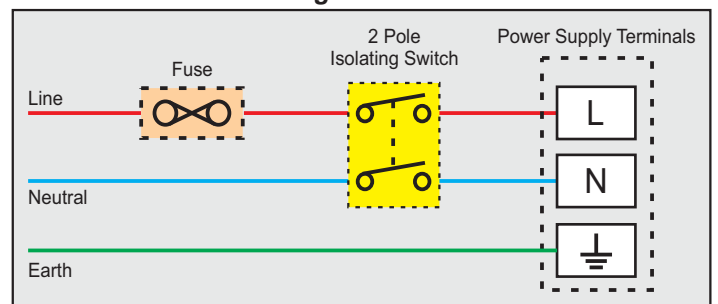 2 Pole
Isolating Switch
Power Supply Terminals
Fuse
Line
L
Neutral
N
Earth